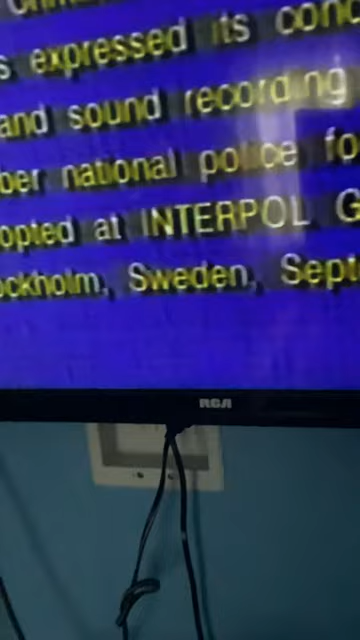 s expressed its conc
and sound recording
ber national police fo
opted at INTERPOL G
ockholm, Sweden, Sept
RCA